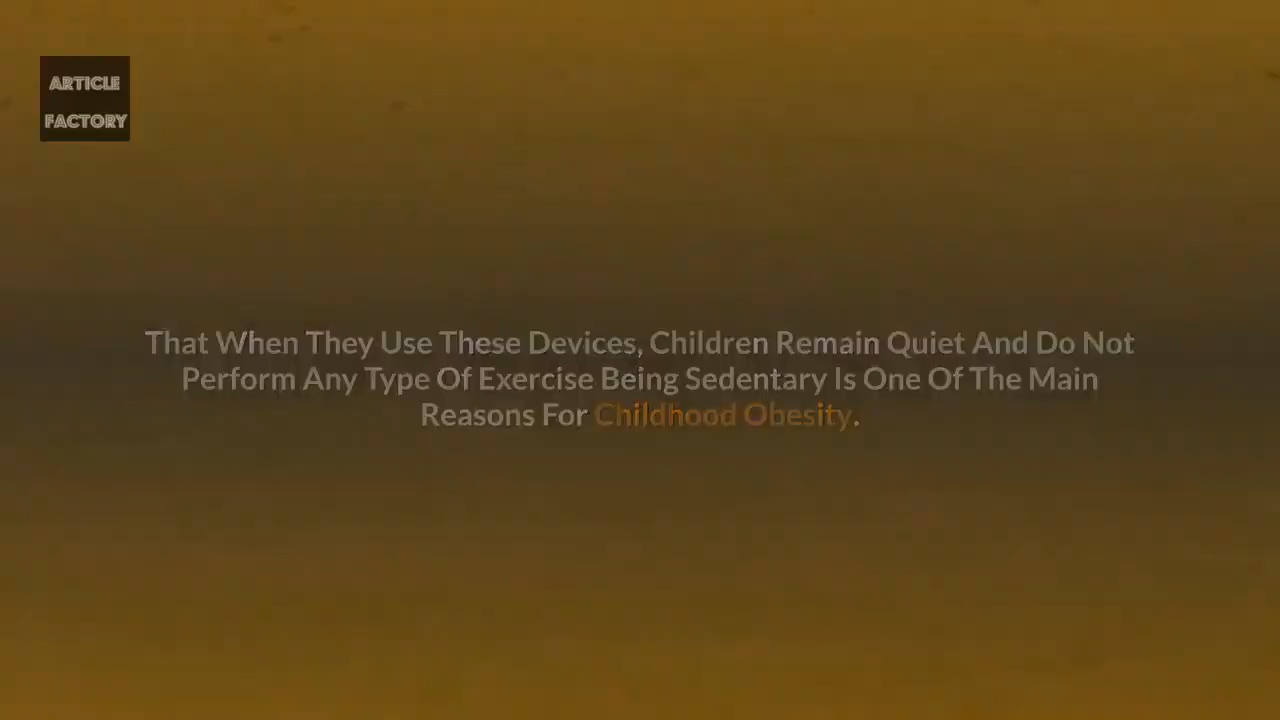 ARTICLE
FACTORY
That When They Use These Devices, Children Remain Quiet And Do Not
Perform Any Type Of Exercise Being Sedentary Is One Of The Main
Reasons For Childhood Obesity.